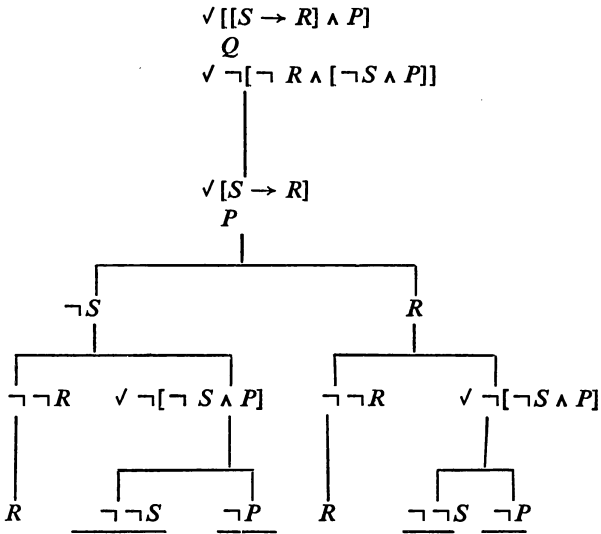 √ [[S → R] ∧ P]
Q
√ ¬[¬ R ∧ [¬S ∧ P]]
√ [S → R]
P
¬S R
¬¬R √ ¬[¬ S ∧ P] ¬¬R √ ¬[¬S ∧ P]
R ¬¬S ¬P R ¬¬S ¬P